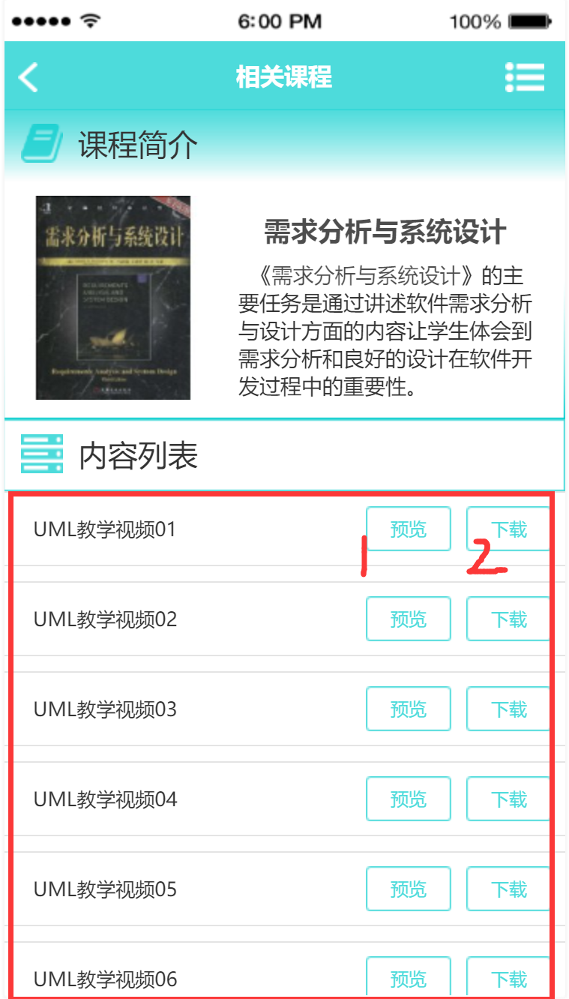 6:00 PM 100%
相关课程
课程简介
需求分析与系统设计
REQUIREMENTS
ANALYSIS AND
SYSTEM DESIGN
Requirements Analysis and System Design
需求分析与系统设计
《需求分析与系统设计》的主
要任务是通过讲述软件需求分析
与设计方面的内容让学生体会到
需求分析和良好的设计在软件开
发过程中的重要性。
内容列表
UML教学视频01 预览 下载
1 2
UML教学视频02 预览 下载
UML教学视频03 预览 下载
UML教学视频04 预览 下载
UML教学视频05 预览 下载
UML教学视频06 预览 下载